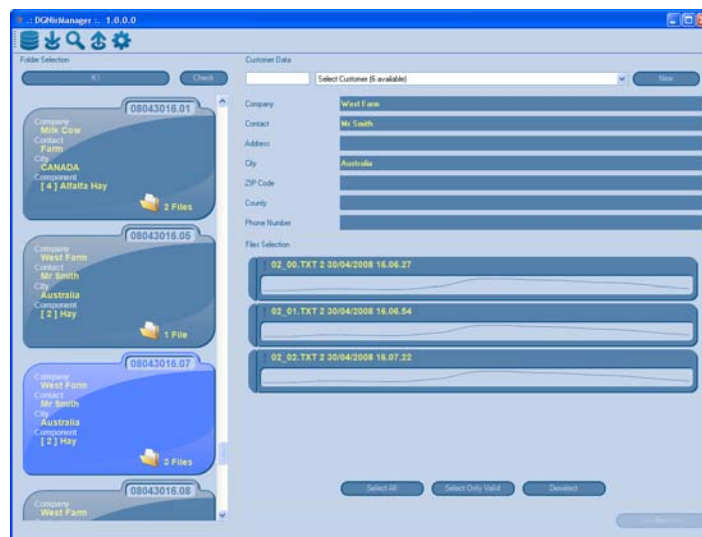 .: DGNirManager :. 1.0.0.0
Folder Selection
Check
08043016.01
Company
Milk Cow
Contact
Farm
City
CANADA
Component
[ 4 ] Alfalfa Hay
2 Files
08043016.05
Company
West Farm
Contact
Mr Smith
City
Australia
Component
[ 2 ] Hay
1 File
08043016.07
Company
West Farm
Contact
Mr Smith
City
Australia
Component
[ 2 ] Hay
3 Files
08043016.08
Company
West Farm
Customer Data
Select Customer (6 available)
New
Company
West Farm
Contact
Mr Smith
Address
City
Australia
ZIP Code
County
Phone Number
Files Selection
02_00.TXT 2 30/04/2008 16.06.27
02_01.TXT 2 30/04/2008 16.06.54
02_02.TXT 2 30/04/2008 16.07.22
Select All
Select Only Valid
Deselect